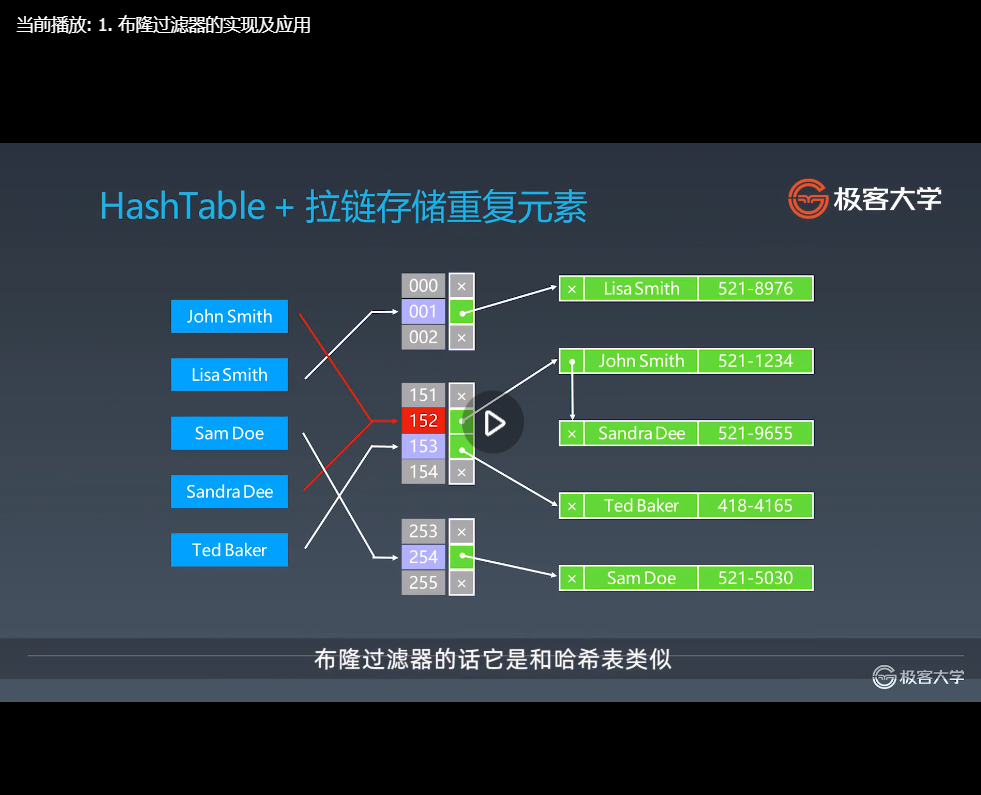 当前播放: 1. 布隆过滤器的实现及应用
HashTable + 拉链存储重复元素
极客大学
John Smith
Lisa Smith
Sam Doe
Sandra Dee
Ted Baker
000 ×
001
002 ×
151 ×
152
153
154 ×
253 ×
254
255 ×
× Lisa Smith 521-8976
John Smith 521-1234
× Sandra Dee 521-9655
× Ted Baker 418-4165
× Sam Doe 521-5030
布隆过滤器的话它是和哈希表类似
极客大学